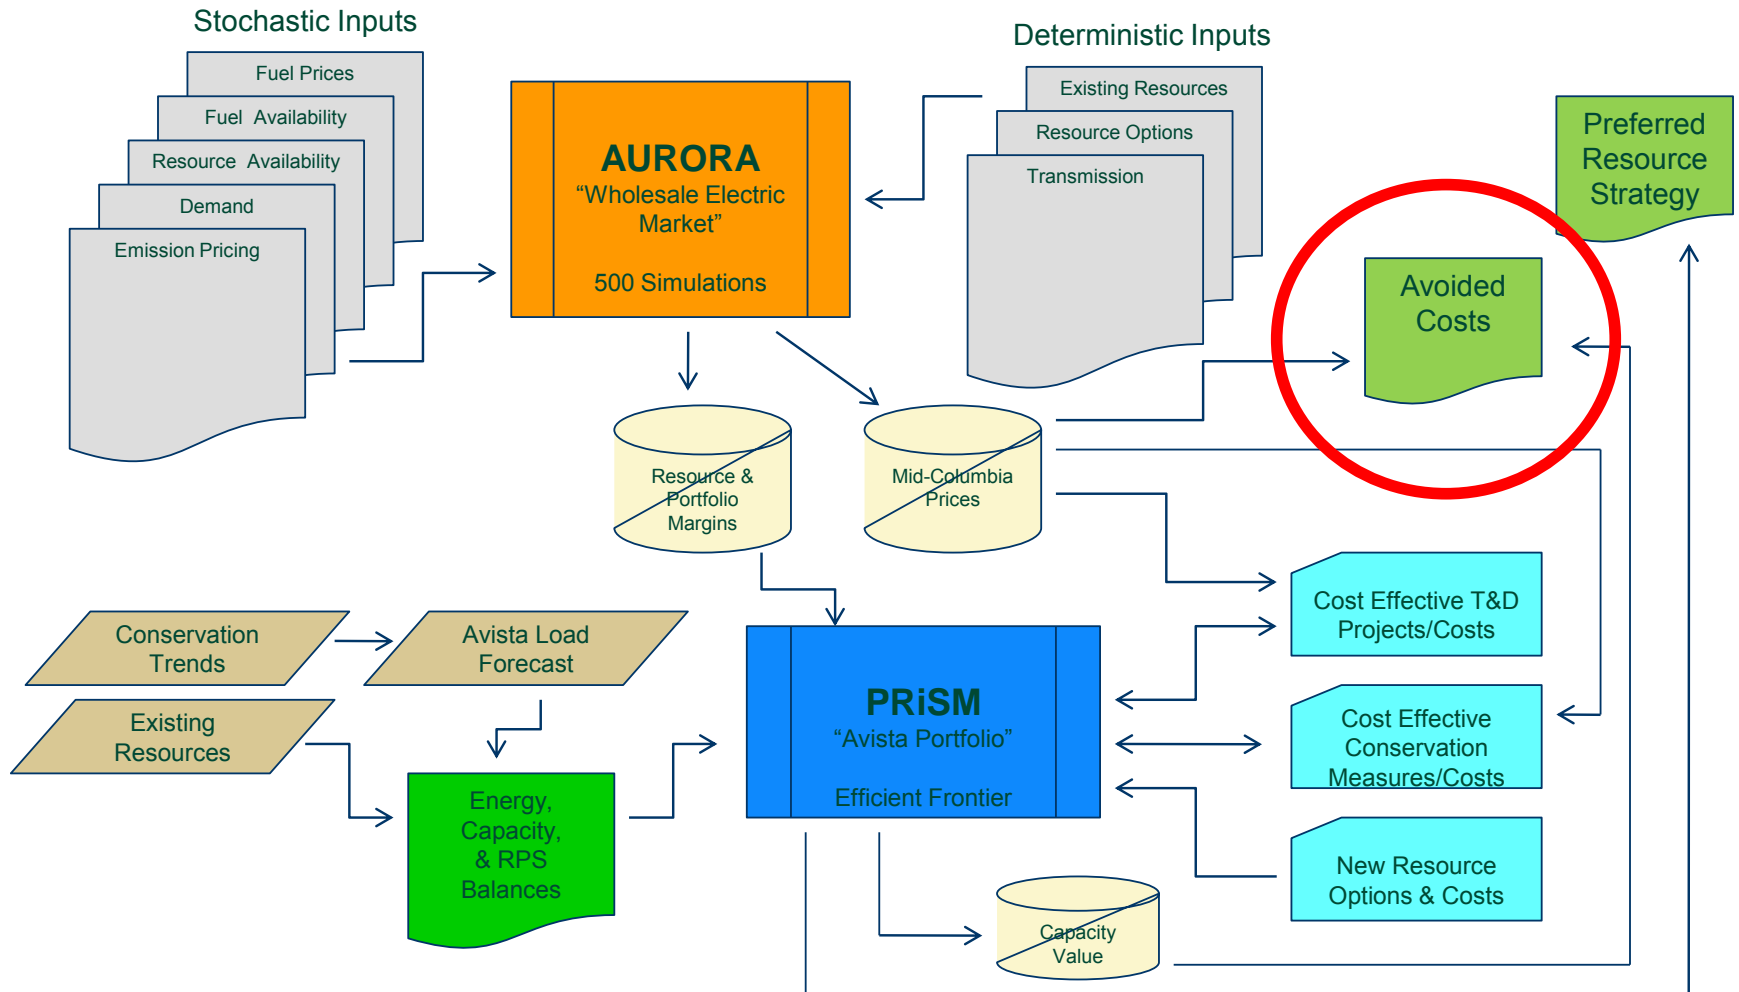 Stochastic Inputs
Deterministic Inputs
Fuel Prices
Fuel Availability
Resource Availability
Demand
Emission Pricing
AURORA
“Wholesale Electric
Market”
500 Simulations
Existing Resources
Resource Options
Transmission
Preferred
Resource
Strategy
Avoided
Costs
Resource &
Portfolio
Margins
Mid-Columbia
Prices
Conservation
Trends
Avista Load
Forecast
Existing
Resources
Energy,
Capacity,
& RPS
Balances
PRiSM
“Avista Portfolio”
Efficient Frontier
Cost Effective T&D
Projects/Costs
Cost Effective
Conservation
Measures/Costs
New Resource
Options & Costs
Capacity
Value